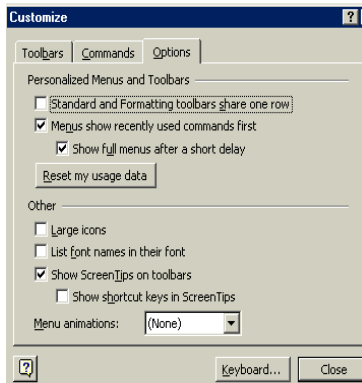 Customize
Toolbars Commands Options
Personalized Menus and Toolbars
Standard and Formatting toolbars share one row
Menus show recently used commands first
Show full menus after a short delay
Reset my usage data
Other
Large icons
List font names in their font
Show ScreenTips on toolbars
Show shortcut keys in ScreenTips
Menu animations: (None)
Keyboard... Close